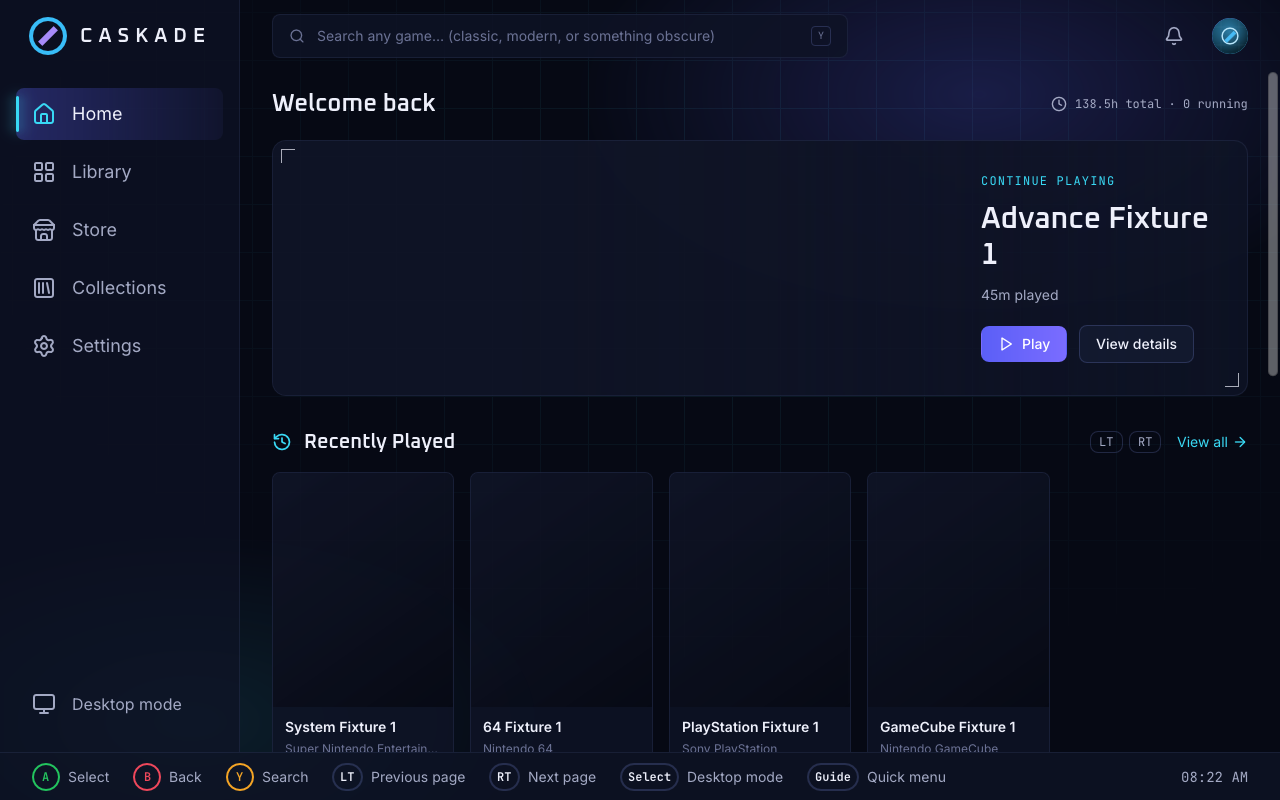 CASKADE
Search any game... (classic, modern, or something obscure)
Y
Home
Library
Store
Collections
Settings
Desktop mode
Welcome back
138.5h total · 0 running
CONTINUE PLAYING
Advance Fixture
1
45m played
Play
View details
Recently Played
LT
RT
View all
System Fixture 1
Super Nintendo Entertain...
64 Fixture 1
Nintendo 64
PlayStation Fixture 1
Sony PlayStation
GameCube Fixture 1
Nintendo GameCube
A Select
B Back
Y Search
LT Previous page
RT Next page
Select Desktop mode
Guide Quick menu
08:22 AM